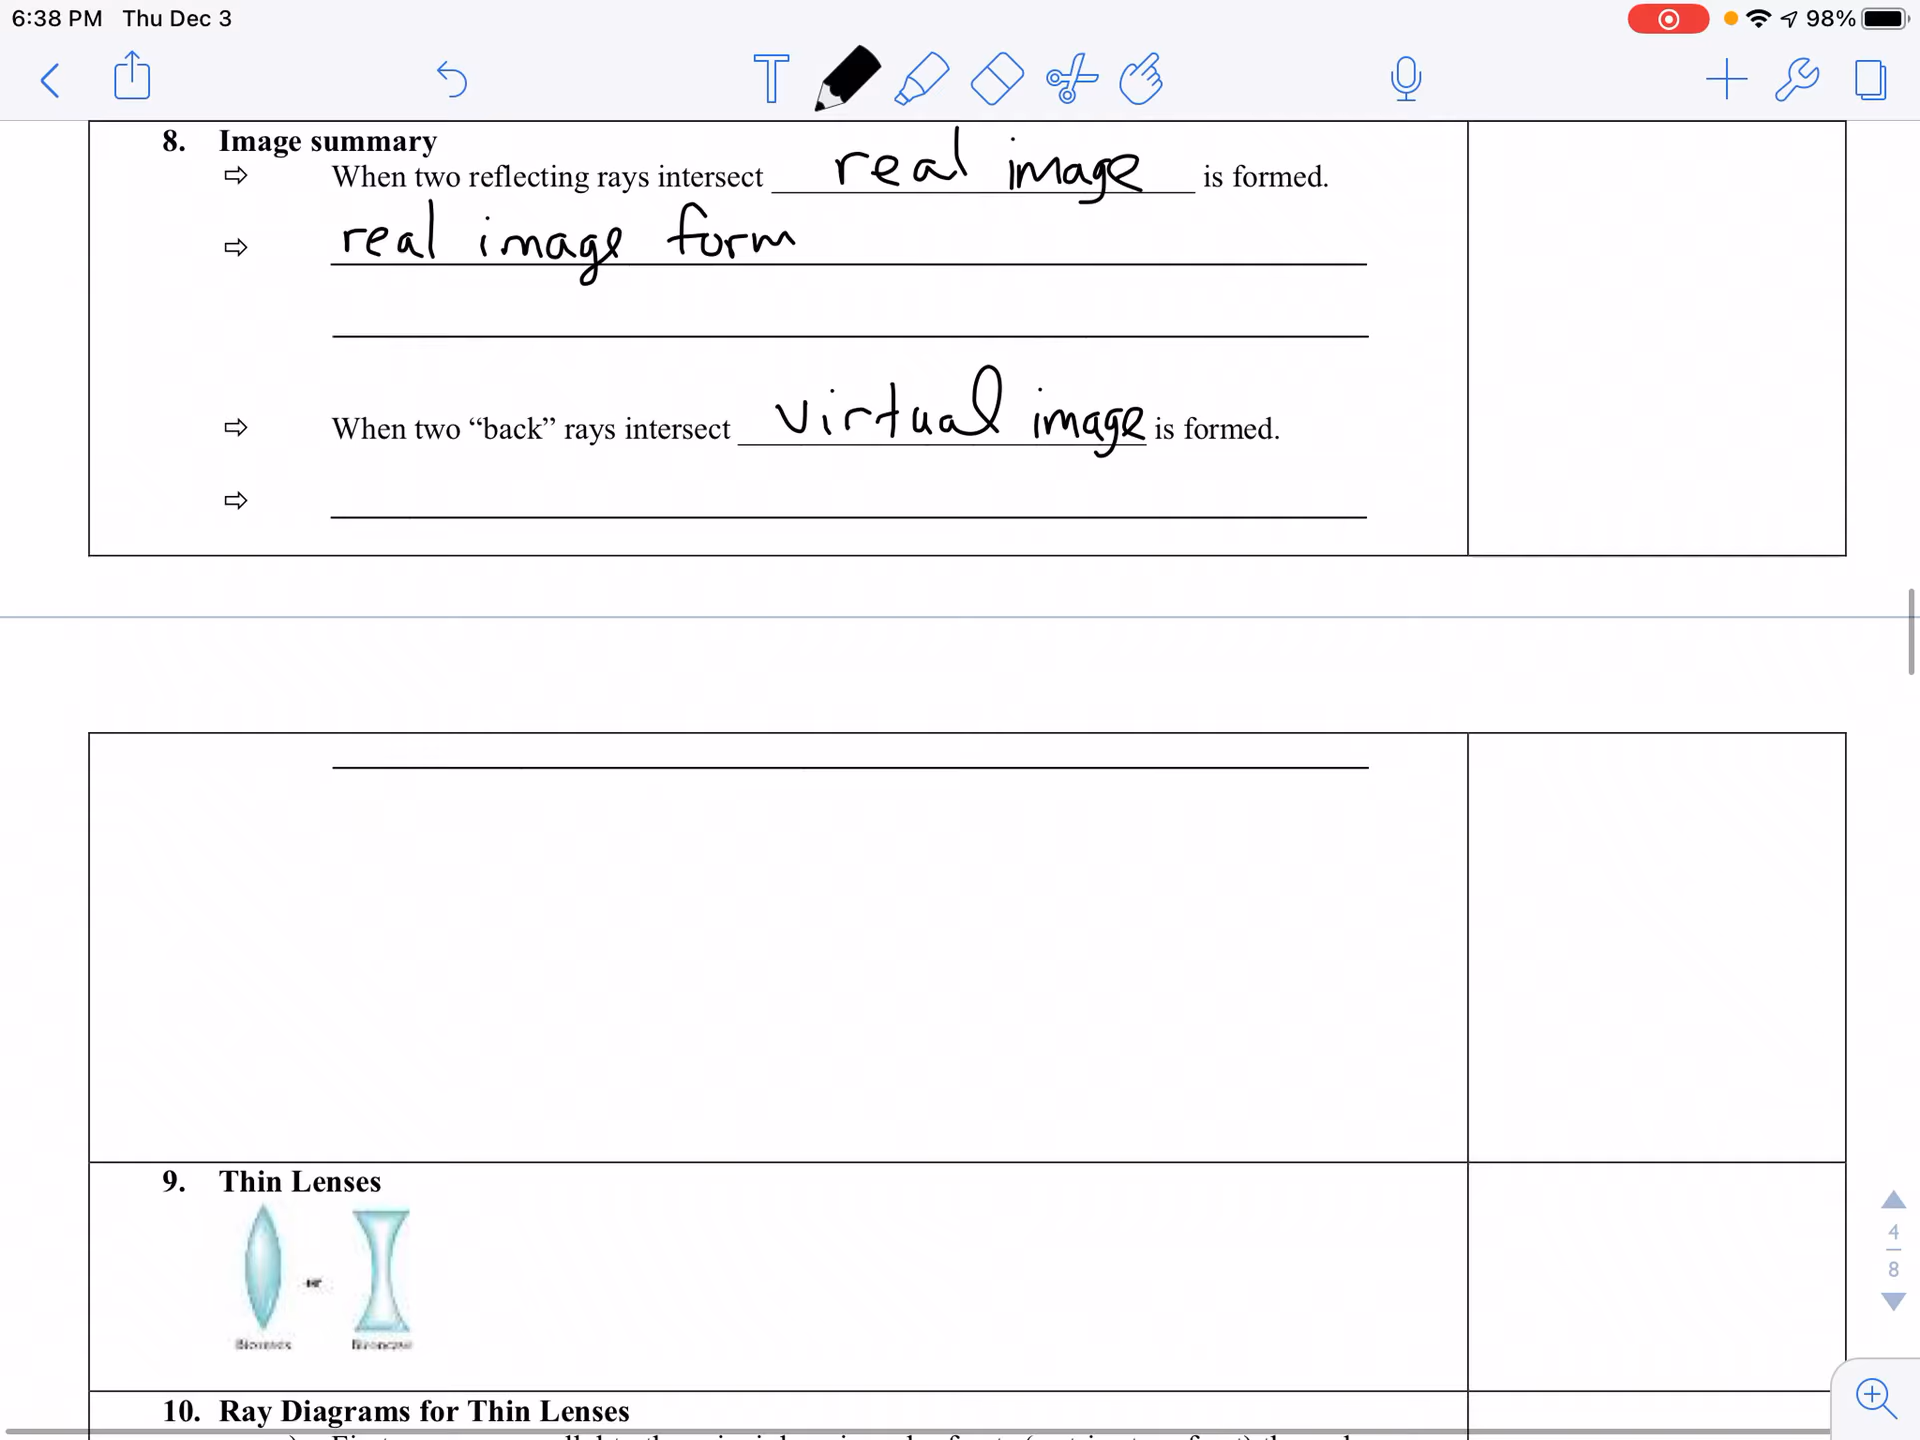 6:38 PM Thu Dec 3
98%
T
8. Image summary
⇨ When two reflecting rays intersect real image is formed.
⇨ real image form
⇨ When two “back” rays intersect virtual image is formed.
⇨
9. Thin Lenses
4
8
10. Ray Diagrams for Thin Lenses